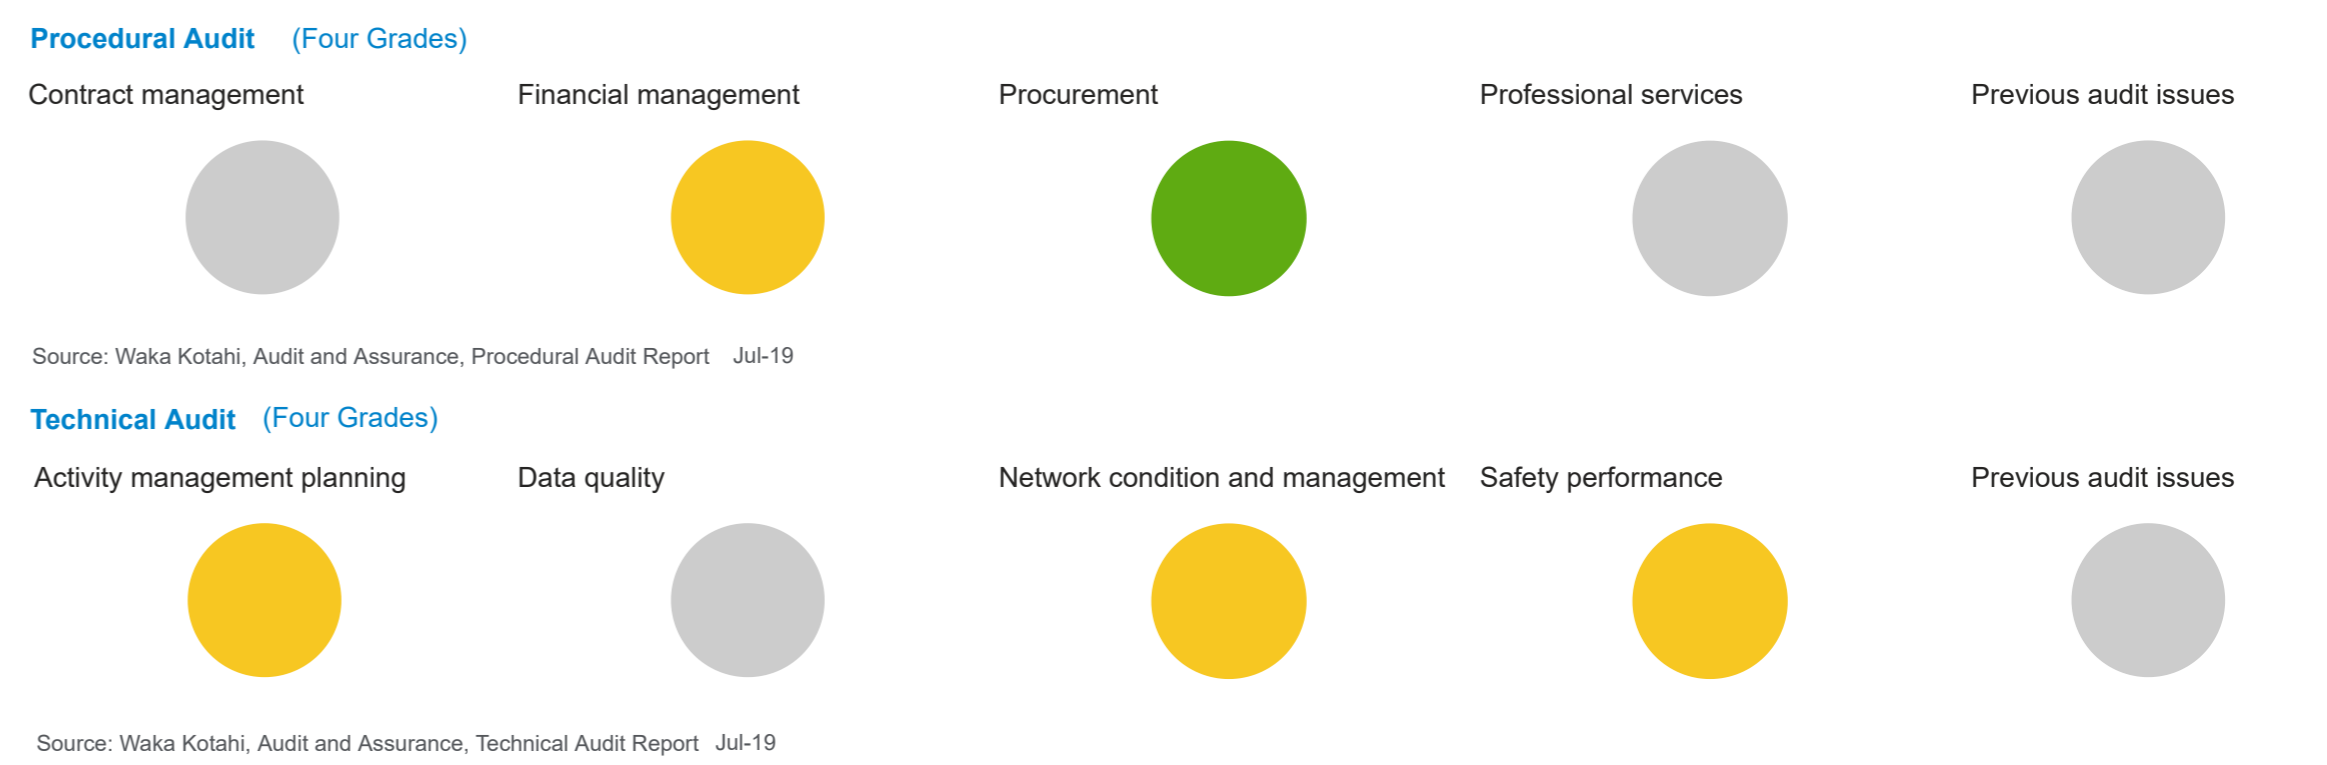 Procedural Audit (Four Grades)
Contract management Financial management Procurement Professional services Previous audit issues
Source: Waka Kotahi, Audit and Assurance, Procedural Audit Report Jul-19
Technical Audit (Four Grades)
Activity management planning Data quality Network condition and management Safety performance Previous audit issues
Source: Waka Kotahi, Audit and Assurance, Technical Audit Report Jul-19